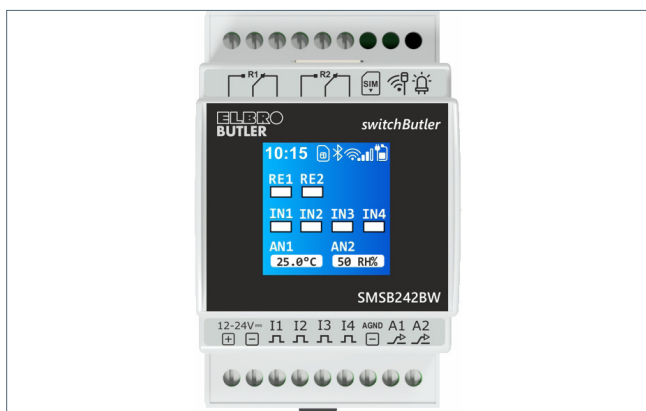 R1 R2 SIM
ELBRO
BUTLER switchButler
10:15
RE1 RE2
IN1 IN2 IN3 IN4
AN1 AN2
25.0°C 50 RH%
SMSB242BW
12-24V⎓ I1 I2 I3 I4 AGND A1 A2
+ −  −